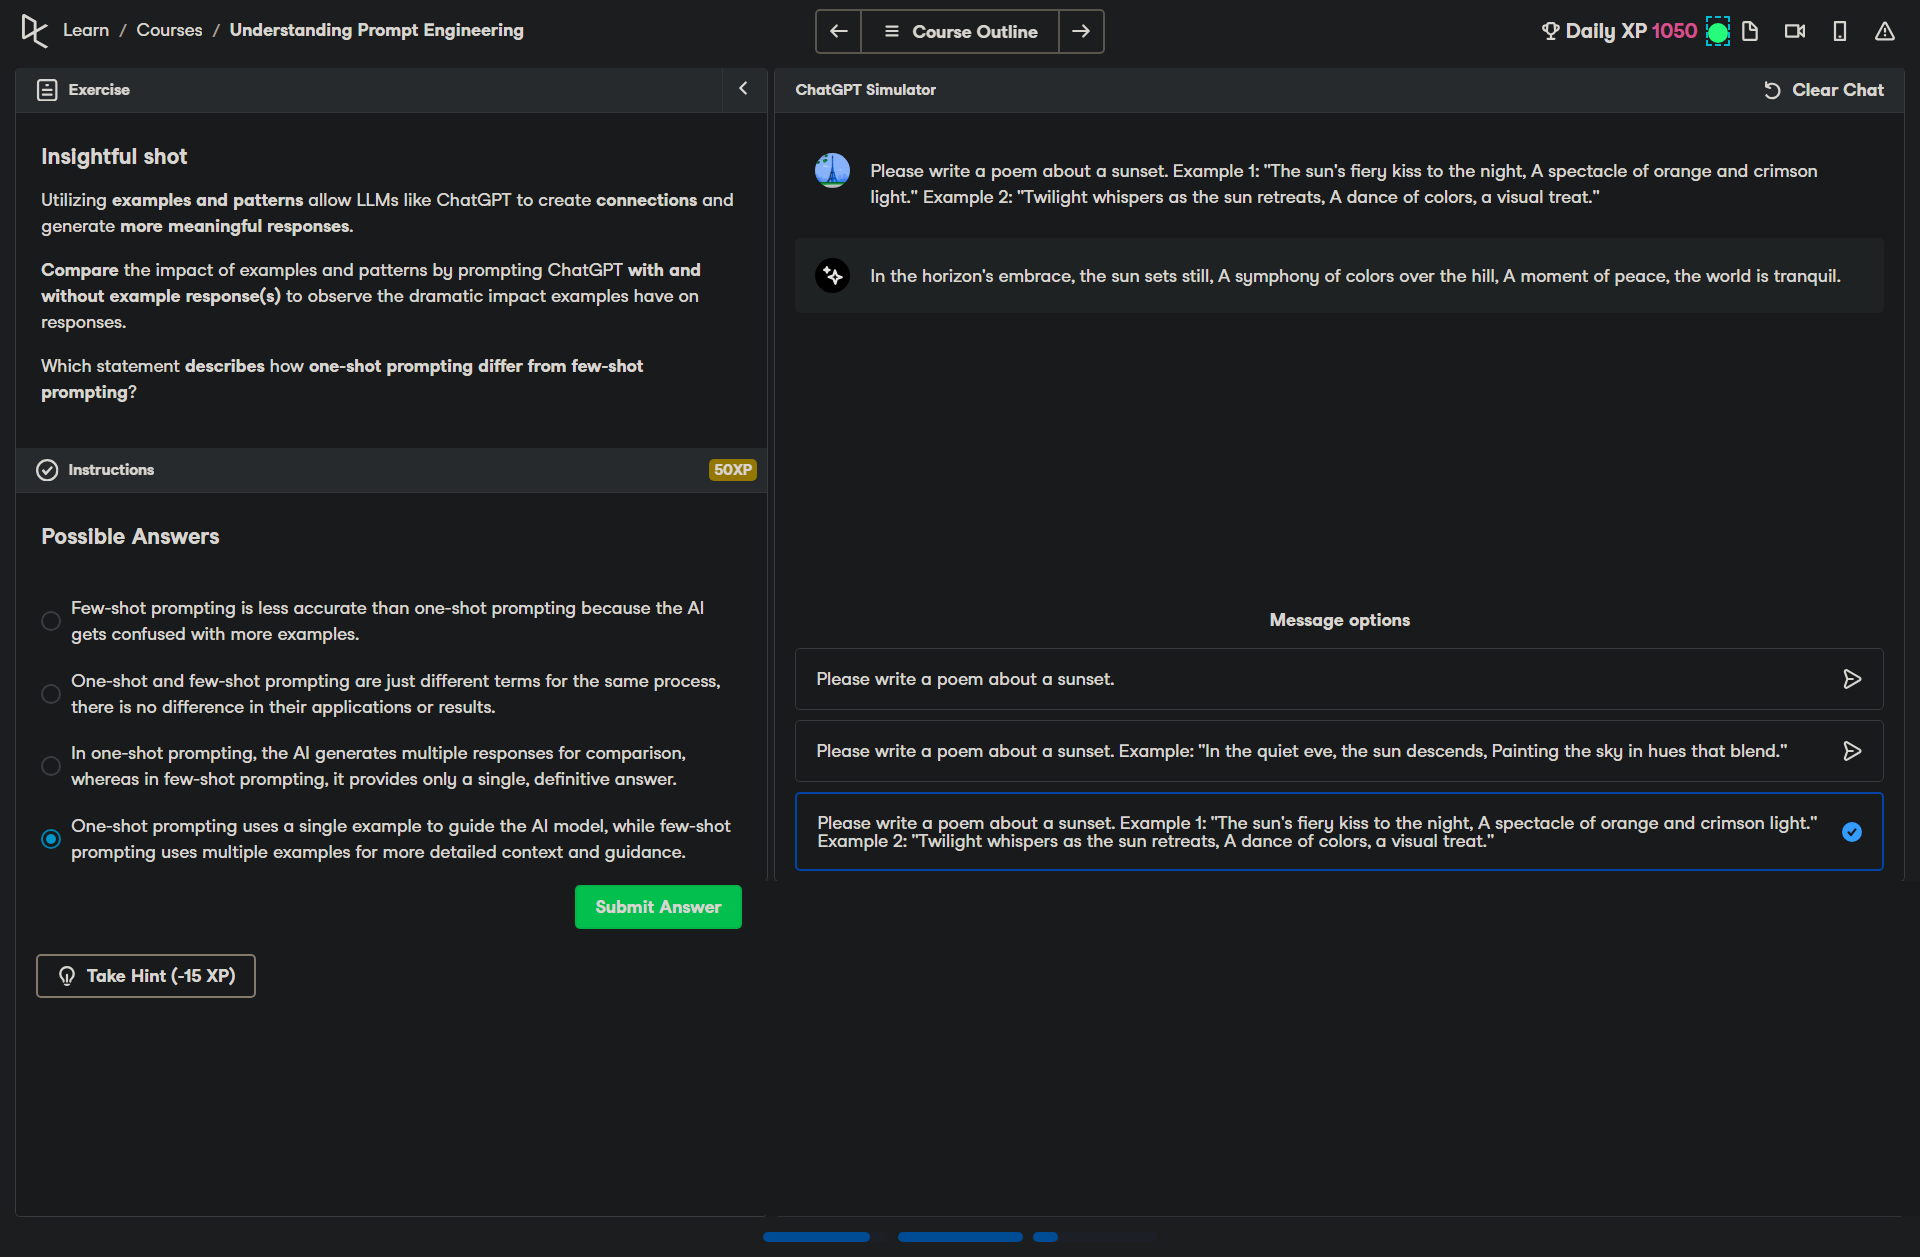 Learn / Courses / Understanding Prompt Engineering
Course Outline
Daily XP 1050
Exercise
Insightful shot
Utilizing examples and patterns allow LLMs like ChatGPT to create connections and
generate more meaningful responses.
Compare the impact of examples and patterns by prompting ChatGPT with and
without example response(s) to observe the dramatic impact examples have on
responses.
Which statement describes how one-shot prompting differ from few-shot
prompting?
Instructions
50XP
Possible Answers
Few-shot prompting is less accurate than one-shot prompting because the AI
gets confused with more examples.
One-shot and few-shot prompting are just different terms for the same process,
there is no difference in their applications or results.
In one-shot prompting, the AI generates multiple responses for comparison,
whereas in few-shot prompting, it provides only a single, definitive answer.
One-shot prompting uses a single example to guide the AI model, while few-shot
prompting uses multiple examples for more detailed context and guidance.
Submit Answer
Take Hint (-15 XP)
ChatGPT Simulator
Clear Chat
Please write a poem about a sunset. Example 1: "The sun's fiery kiss to the night, A spectacle of orange and crimson
light." Example 2: "Twilight whispers as the sun retreats, A dance of colors, a visual treat."
In the horizon's embrace, the sun sets still, A symphony of colors over the hill, A moment of peace, the world is tranquil.
Message options
Please write a poem about a sunset.
Please write a poem about a sunset. Example: "In the quiet eve, the sun descends, Painting the sky in hues that blend."
Please write a poem about a sunset. Example 1: "The sun's fiery kiss to the night, A spectacle of orange and crimson light."
Example 2: "Twilight whispers as the sun retreats, A dance of colors, a visual treat."